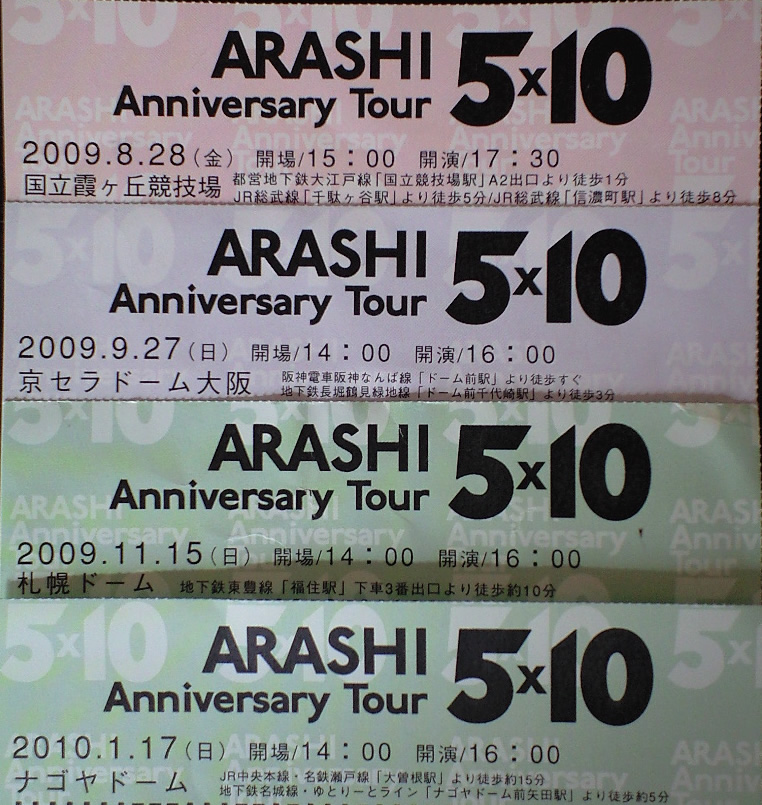 ARASHI 5×10
Anniversary Tour
2009.8.28(金) 開場/15:00 開演/17:30
国立霞ヶ丘競技場 都営地下鉄大江戸線「国立競技場駅」A2出口より徒歩1分
JR総武線「千駄ヶ谷駅」より徒歩5分/JR総武線「信濃町駅」より徒歩8分
ARASHI 5×10
Anniversary Tour
2009.9.27(日) 開場/14:00 開演/16:00
京セラドーム大阪 阪神電車阪神なんば線「ドーム前駅」より徒歩すぐ
地下鉄長堀鶴見緑地線「ドーム前千代崎駅」より徒歩3分
ARASHI 5×10
Anniversary Tour
2009.11.15(日) 開場/14:00 開演/16:00
札幌ドーム 地下鉄東豊線「福住駅」下車3番出口より徒歩約10分
ARASHI 5×10
Anniversary Tour
2010.1.17(日) 開場/14:00 開演/16:00
ナゴヤドーム JR中央本線・名鉄瀬戸線「大曽根駅」より徒歩約15分
地下鉄名城線・ゆとりーとライン「ナゴヤドーム前矢田駅」より徒歩約5分